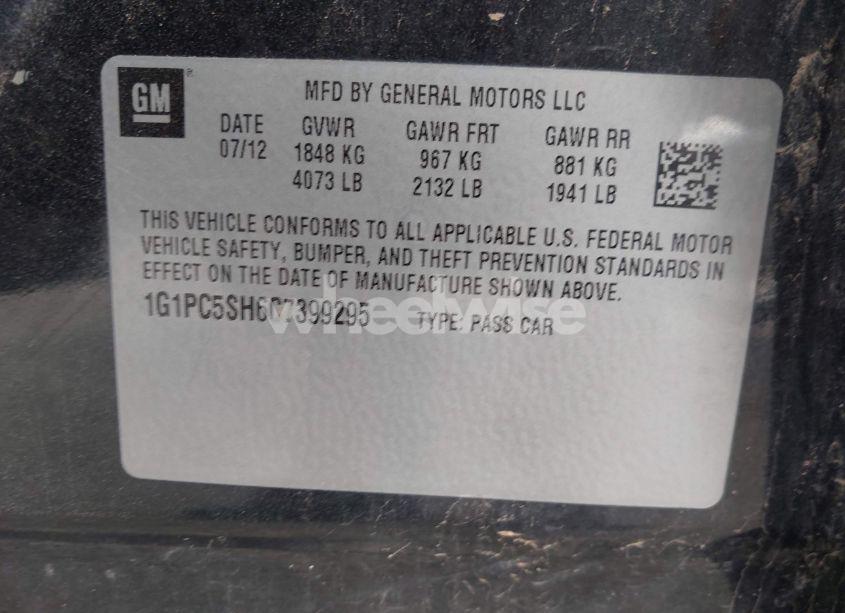 GM
MFD BY GENERAL MOTORS LLC
DATE GVWR GAWR FRT GAWR RR
07/12 1848 KG 967 KG 881 KG
4073 LB 2132 LB 1941 LB
THIS VEHICLE CONFORMS TO ALL APPLICABLE U.S. FEDERAL MOTOR
VEHICLE SAFETY, BUMPER, AND THEFT PREVENTION STANDARDS IN
EFFECT ON THE DATE OF MANUFACTURE SHOWN ABOVE.
TYPE: PASS CAR
wheelwise